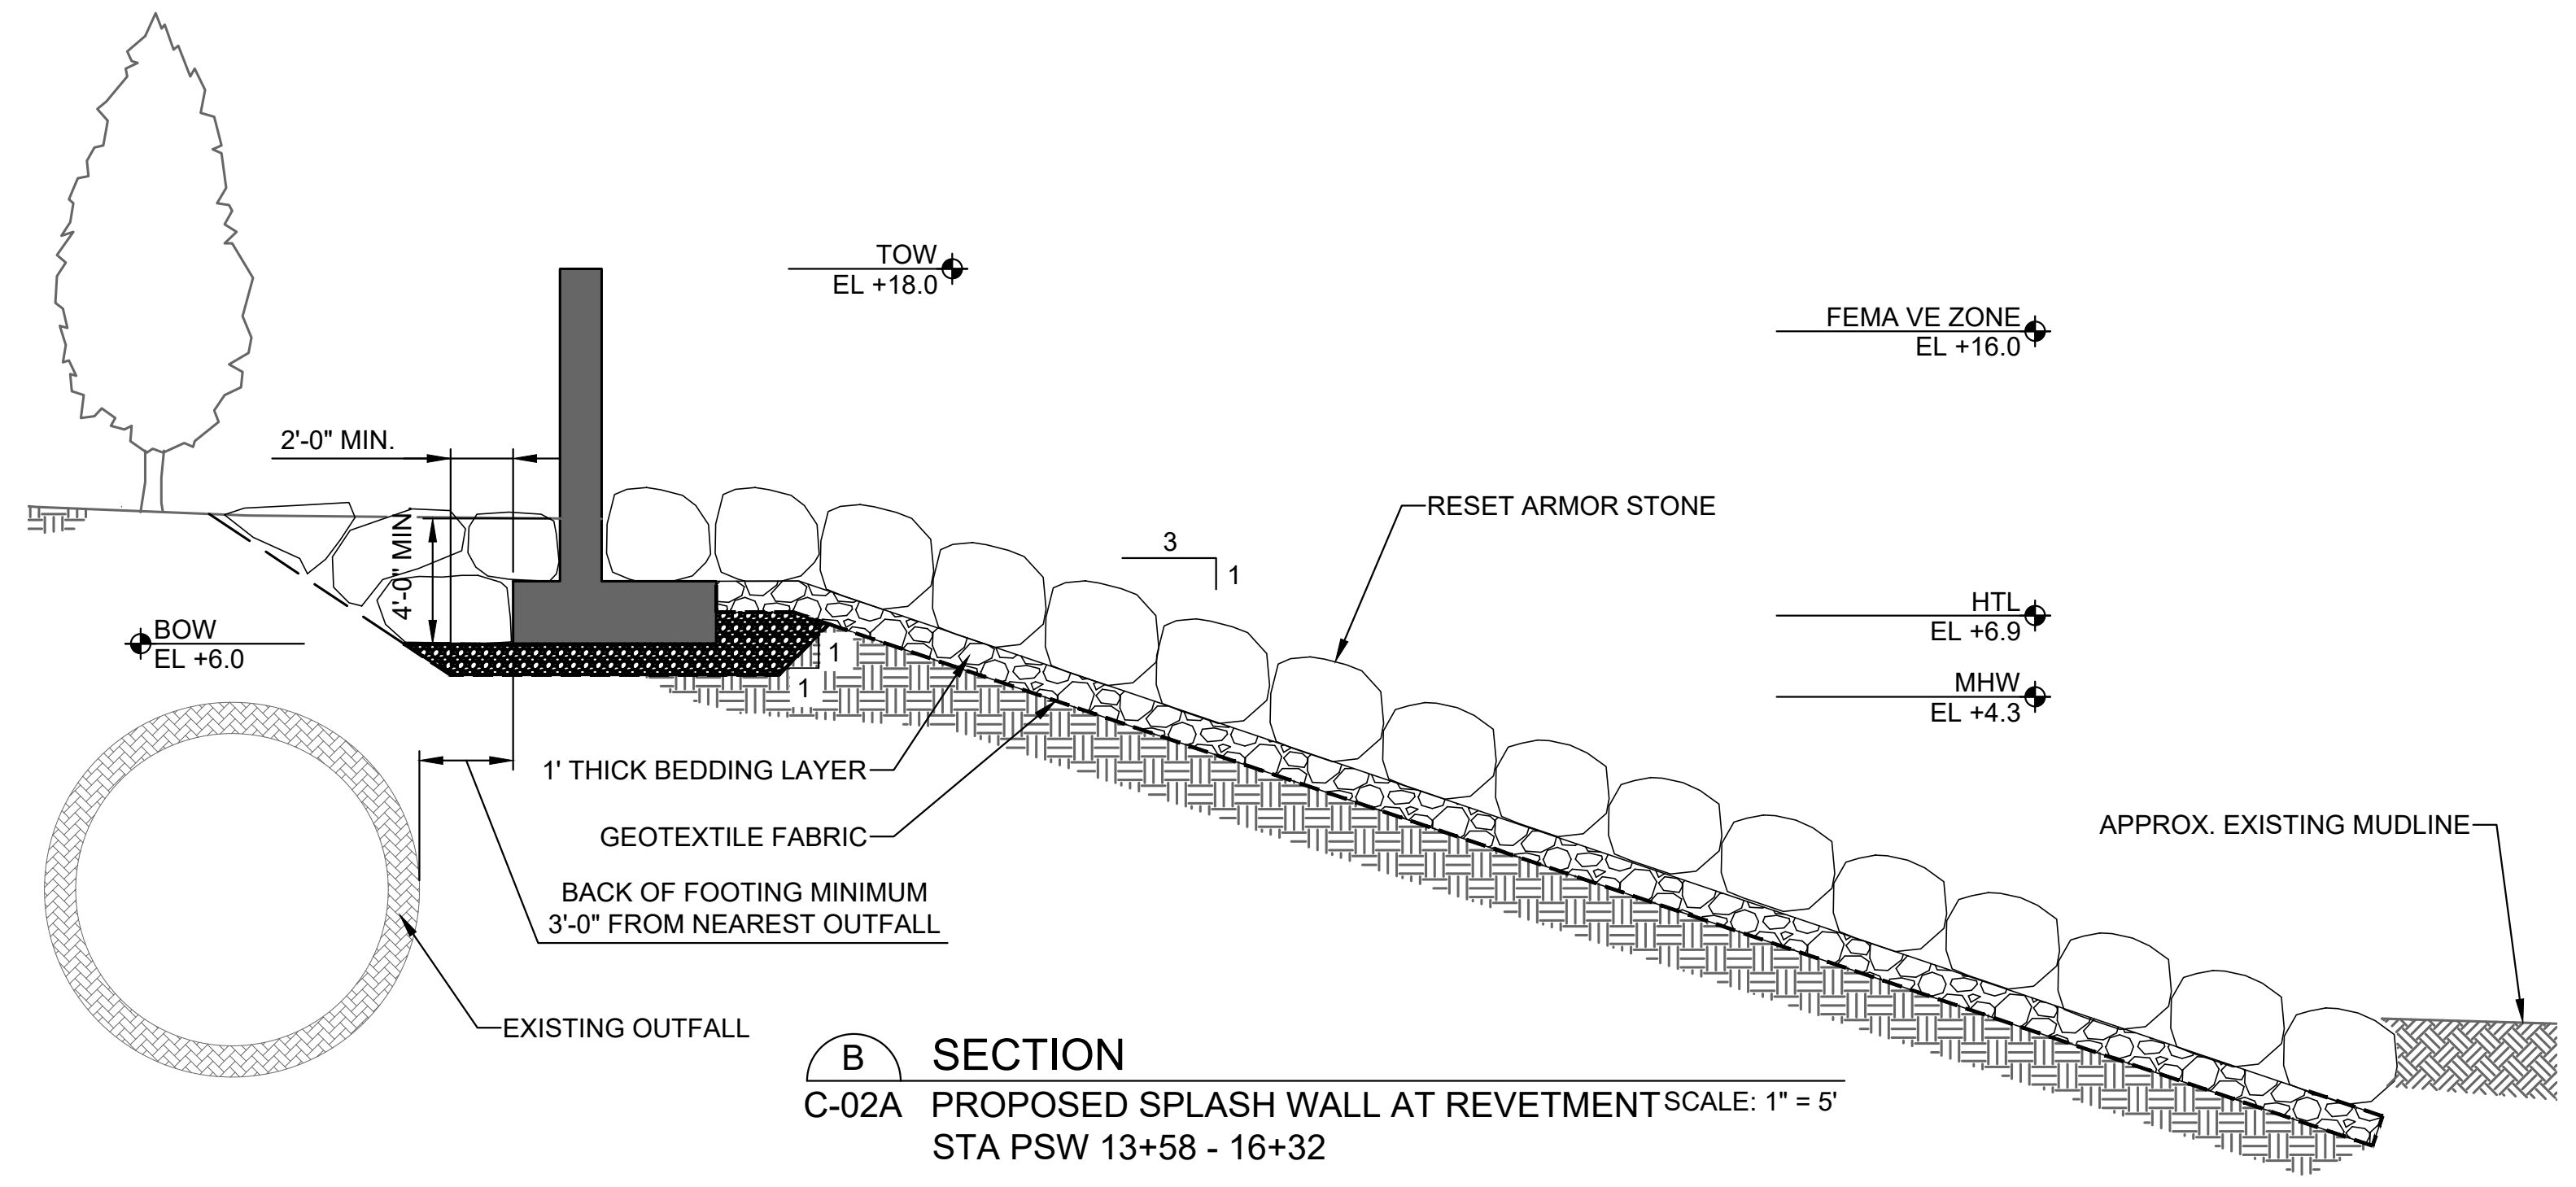 TOW
EL +18.0
FEMA VE ZONE
EL +16.0
2'-0" MIN.
4'-0" MIN
RESET ARMOR STONE
3
1
HTL
EL +6.9
BOW
EL +6.0
1
1
MHW
EL +4.3
1' THICK BEDDING LAYER
GEOTEXTILE FABRIC
APPROX. EXISTING MUDLINE
BACK OF FOOTING MINIMUM
3'-0" FROM NEAREST OUTFALL
EXISTING OUTFALL
B SECTION
C-02A PROPOSED SPLASH WALL AT REVETMENT SCALE: 1" = 5'
STA PSW 13+58 - 16+32